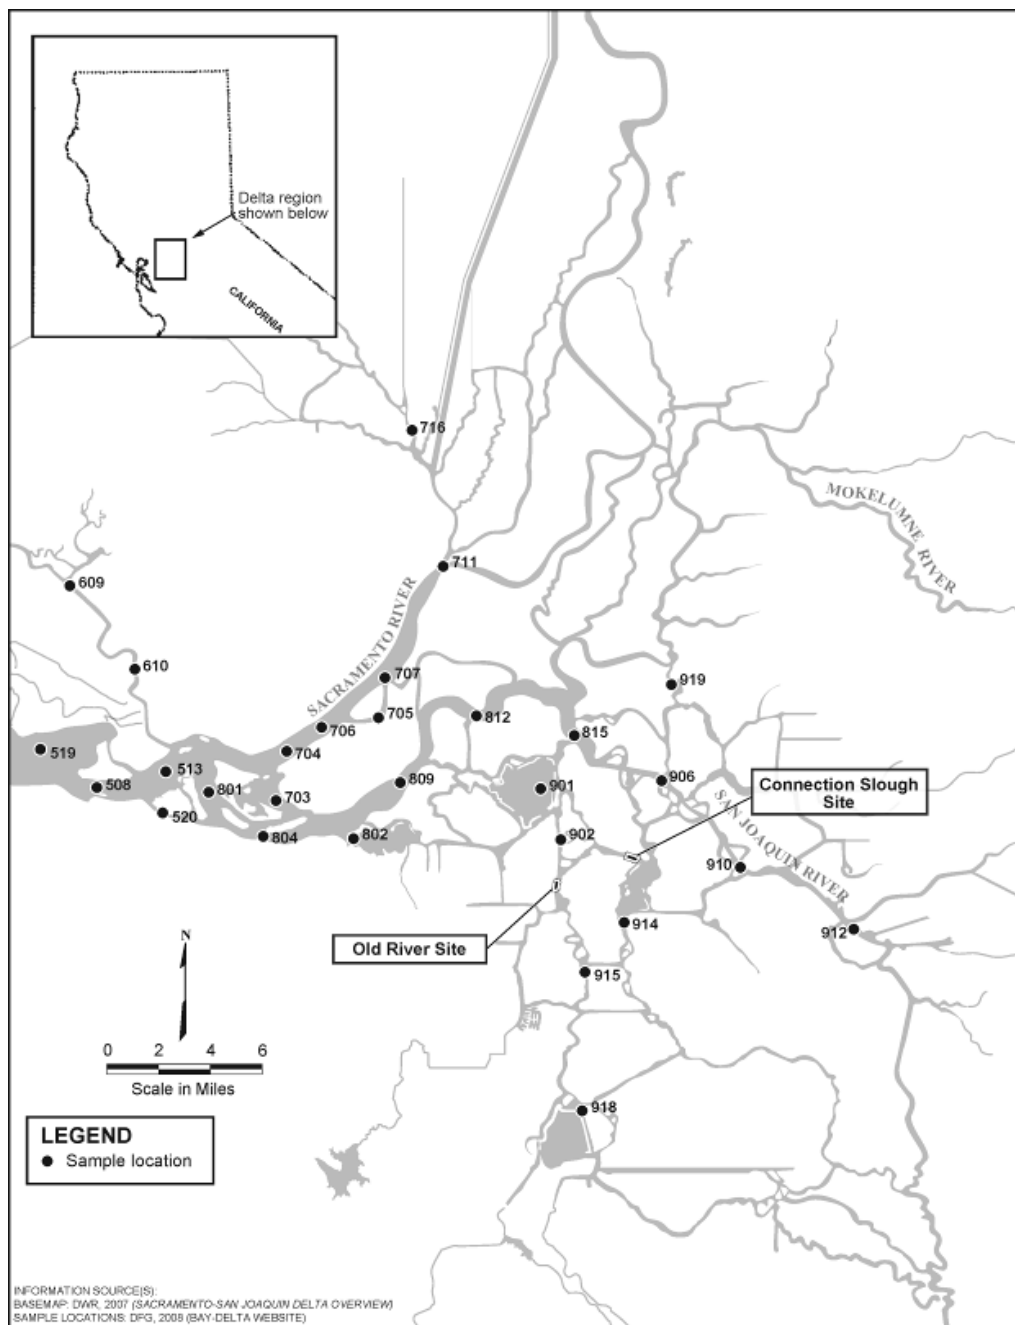 Delta region
shown below
CALIFORNIA
716
MOKELUMNE RIVER
711
609
SACRAMENTO RIVER
610
707
919
705
812
706
815
519
704
513
906
Connection Slough
Site
508
801
703
809
901
SAN JOAQUIN RIVER
520
804
802
902
910
Old River Site
914
912
N
915
0 2 4 6
Scale in Miles
918
LEGEND
Sample location
INFORMATION SOURCE(S):
BASEMAP: DWR, 2007 (SACRAMENTO-SAN JOAQUIN DELTA OVERVIEW)
SAMPLE LOCATIONS: DFG, 2008 (BAY-DELTA WEBSITE)